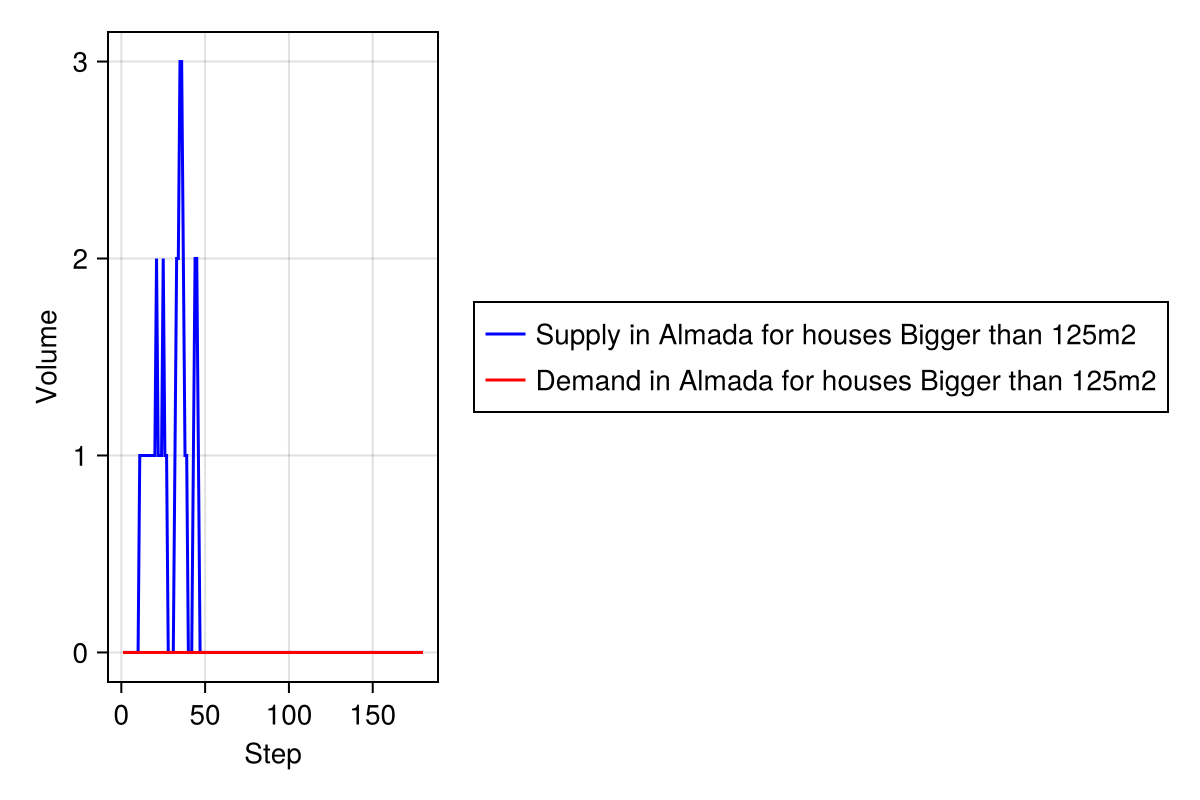 3
2
1
0
Volume
0 50 100 150
Step
Supply in Almada for houses Bigger than 125m2
Demand in Almada for houses Bigger than 125m2